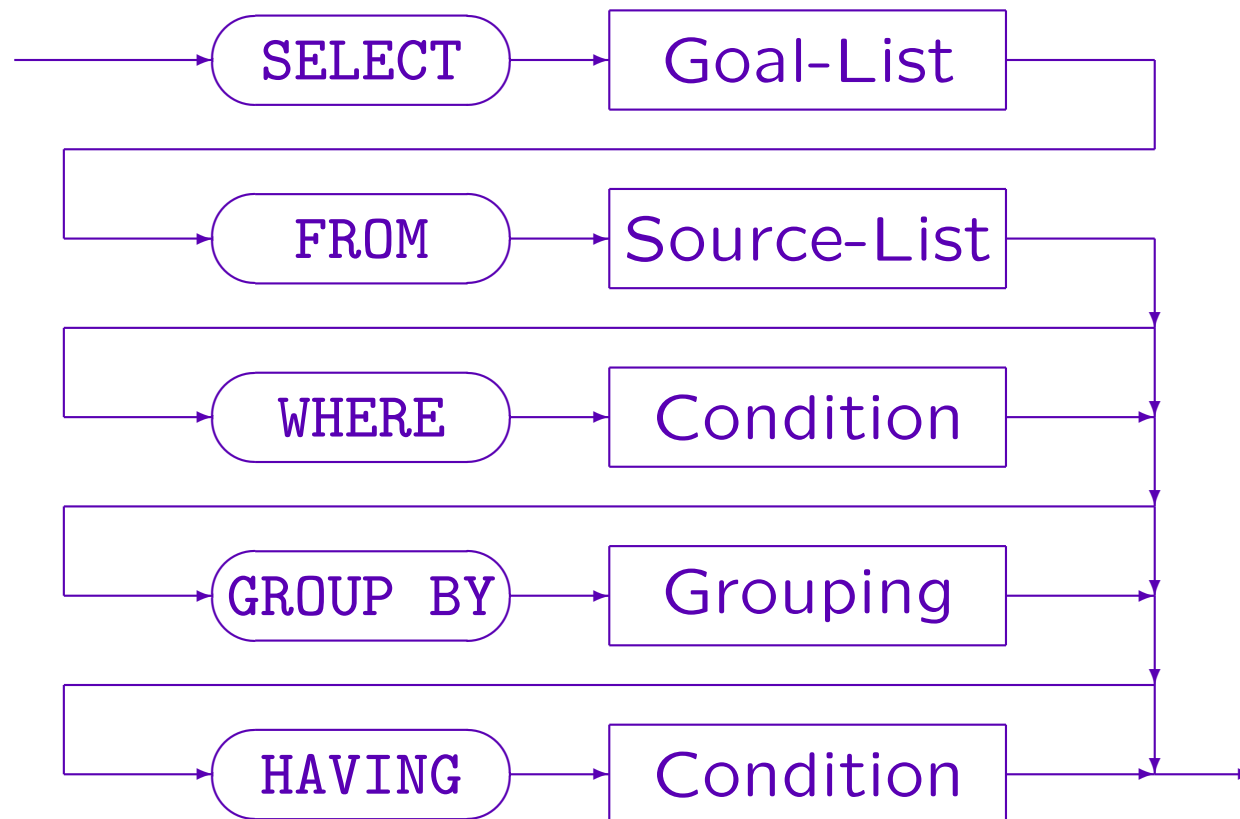 SELECT Goal-List
FROM Source-List
WHERE Condition
GROUP BY Grouping
HAVING Condition